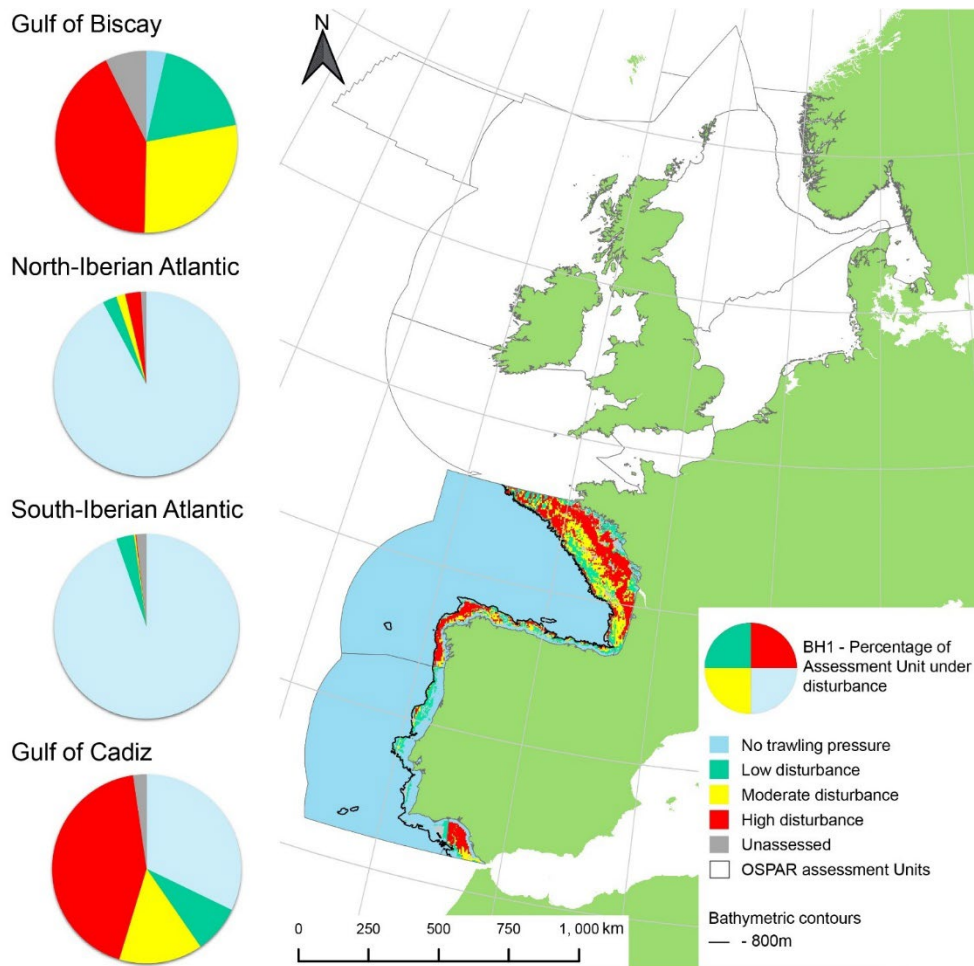 Gulf of Biscay
North-Iberian Atlantic
South-Iberian Atlantic
Gulf of Cadiz
N
BH1 - Percentage of
Assessment Unit under
disturbance
No trawling pressure
Low disturbance
Moderate disturbance
High disturbance
Unassessed
OSPAR assessment Units
Bathymetric contours
- 800m
0 250 500 750 1, 000 km